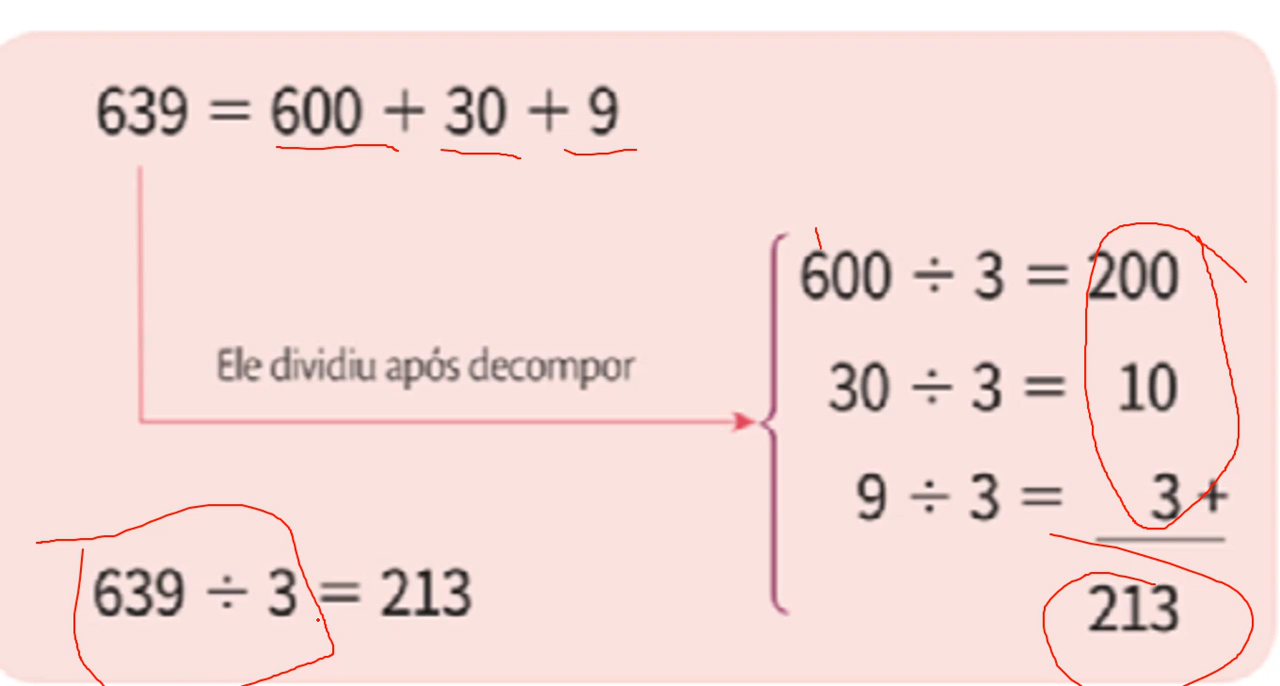 639 = 600 + 30 + 9
600 ÷ 3 = 200
Ele dividiu após decompor
30 ÷ 3 = 10
9 ÷ 3 = 3 +
639 ÷ 3 = 213
213